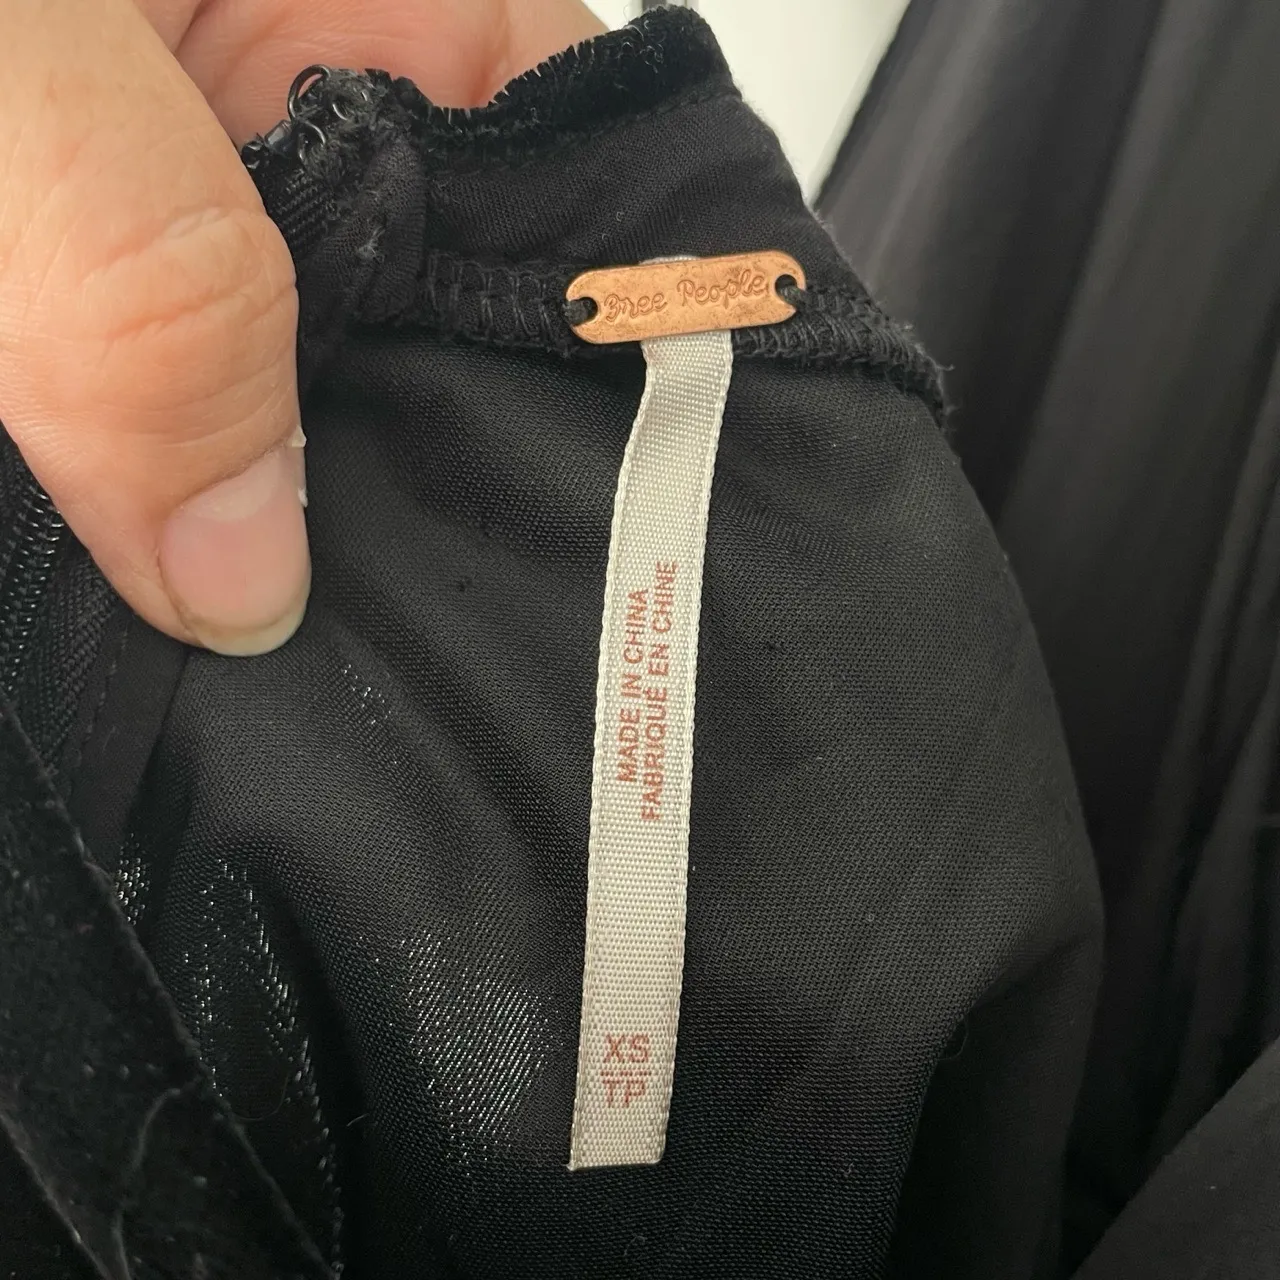 Free People
MADE IN CHINA
FABRIQUÉ EN CHINE
XS
TP